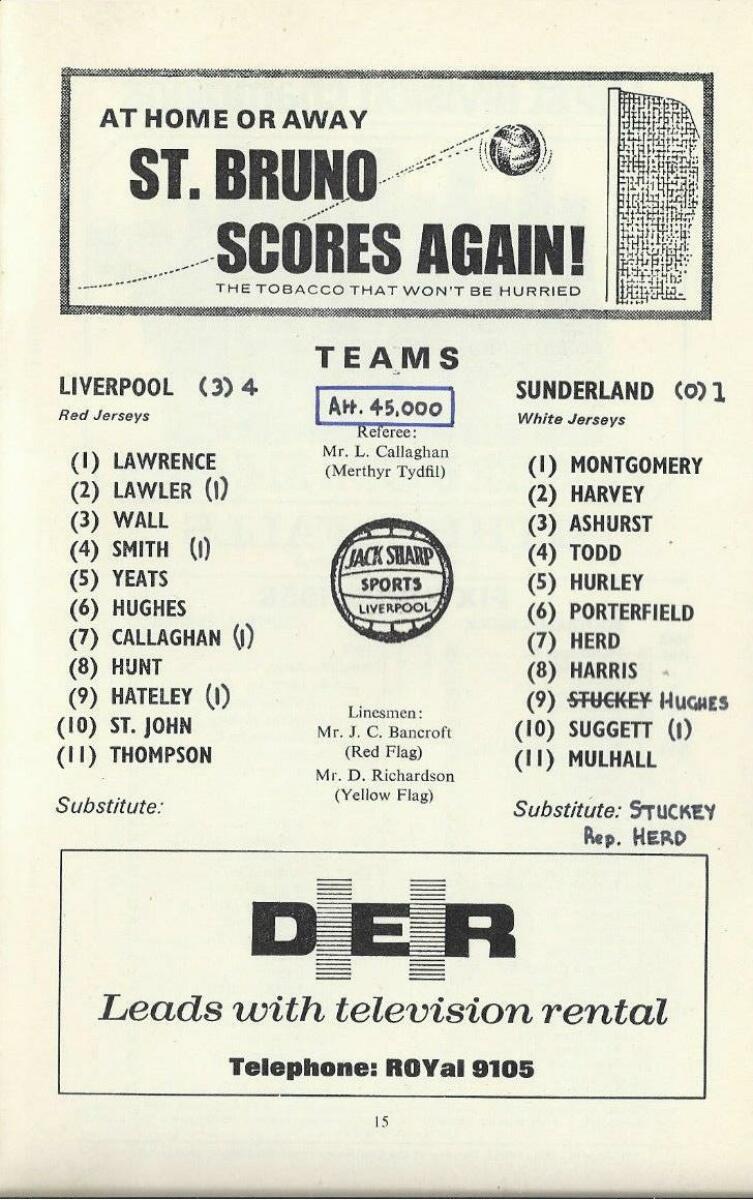 AT HOME OR AWAY
ST. BRUNO
SCORES AGAIN!
THE TOBACCO THAT WON'T BE HURRIED
TEAMS
LIVERPOOL (3) 4
Red Jerseys
(1) LAWRENCE
(2) LAWLER (1)
(3) WALL
(4) SMITH (1)
(5) YEATS
(6) HUGHES
(7) CALLAGHAN (1)
(8) HUNT
(9) HATELEY (1)
(10) ST. JOHN
(11) THOMPSON
Substitute:
Att. 45,000
Referee:
Mr. L. Callaghan
(Merthyr Tydfil)
JACK SHARP
SPORTS
LIVERPOOL
Linesmen:
Mr. J. C. Bancroft
(Red Flag)
Mr. D. Richardson
(Yellow Flag)
SUNDERLAND (0) 1
White Jerseys
(1) MONTGOMERY
(2) HARVEY
(3) ASHURST
(4) TODD
(5) HURLEY
(6) PORTERFIELD
(7) HERD
(8) HARRIS
(9) STUCKEY HUGHES
(10) SUGGETT (1)
(11) MULHALL
Substitute: STUCKEY
Rep. HERD
DER
Leads with television rental
Telephone: ROYal 9105
15